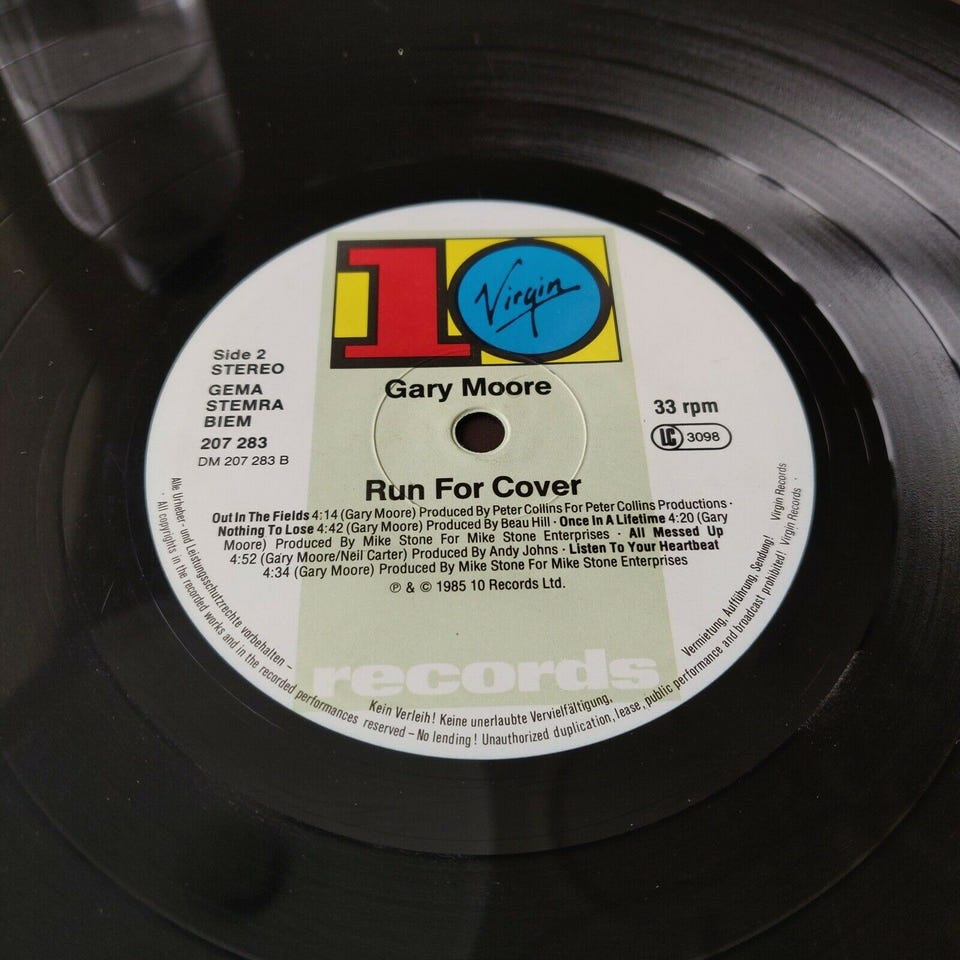 10
Virgin
Gary Moore
Side 2
STEREO
GEMA
STEMRA
BIEM
207 283
DM 207 283 B
33 rpm
LC 3098
Run For Cover
Out In The Fields 4:14 (Gary Moore) Produced By Peter Collins For Peter Collins Productions ·
Nothing To Lose 4:42 (Gary Moore) Produced By Beau Hill · Once In A Lifetime 4:20 (Gary
Moore) Produced By Mike Stone For Mike Stone Enterprises · All Messed Up
4:52 (Gary Moore/Neil Carter) Produced By Andy Johns · Listen To Your Heartbeat
4:34 (Gary Moore) Produced By Mike Stone For Mike Stone Enterprises
℗ & © 1985 10 Records Ltd.
records
Alle Urheber- und Leistungsschutzrechte vorbehalten – Kein Verleih! Keine unerlaubte Vervielfältigung, Vermietung, Aufführung, Sendung! Virgin Records ·
· All copyrights in the recorded works and in the recorded performances reserved – No lending! Unauthorized duplication, lease, public performance and broadcast prohibited! Virgin Records ·